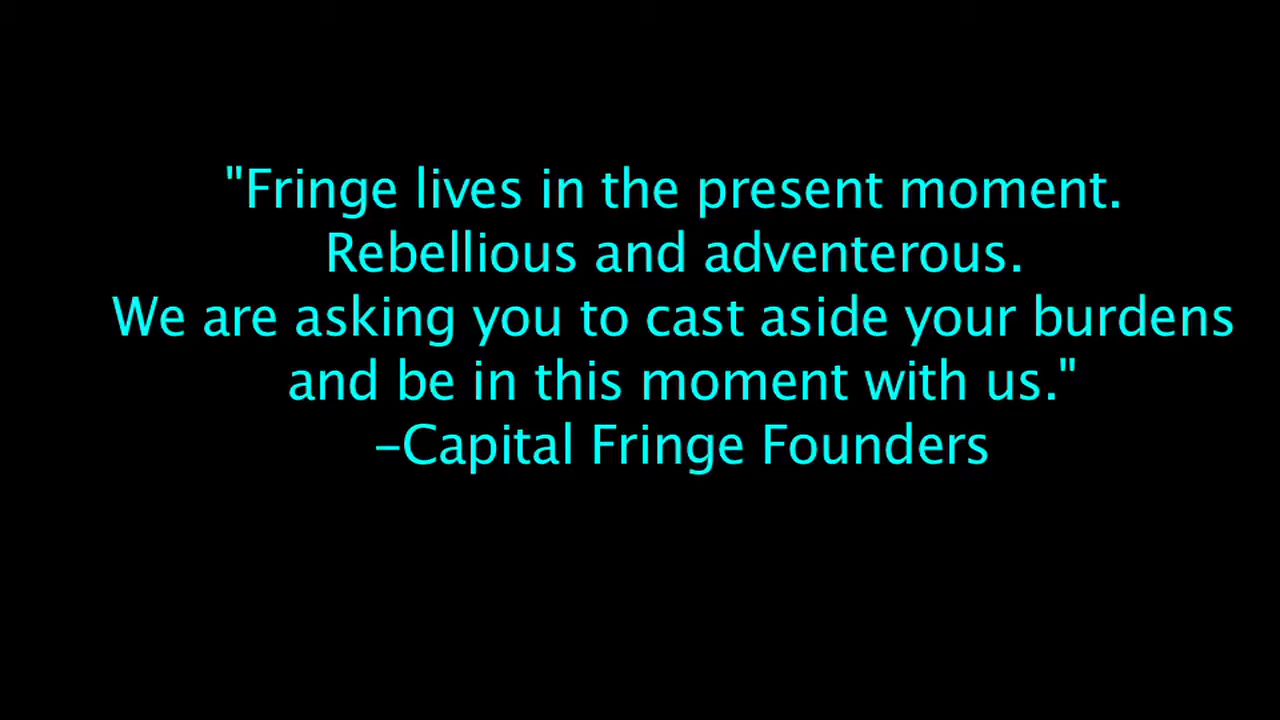 "Fringe lives in the present moment.
Rebellious and adventerous.
We are asking you to cast aside your burdens
and be in this moment with us."
–Capital Fringe Founders